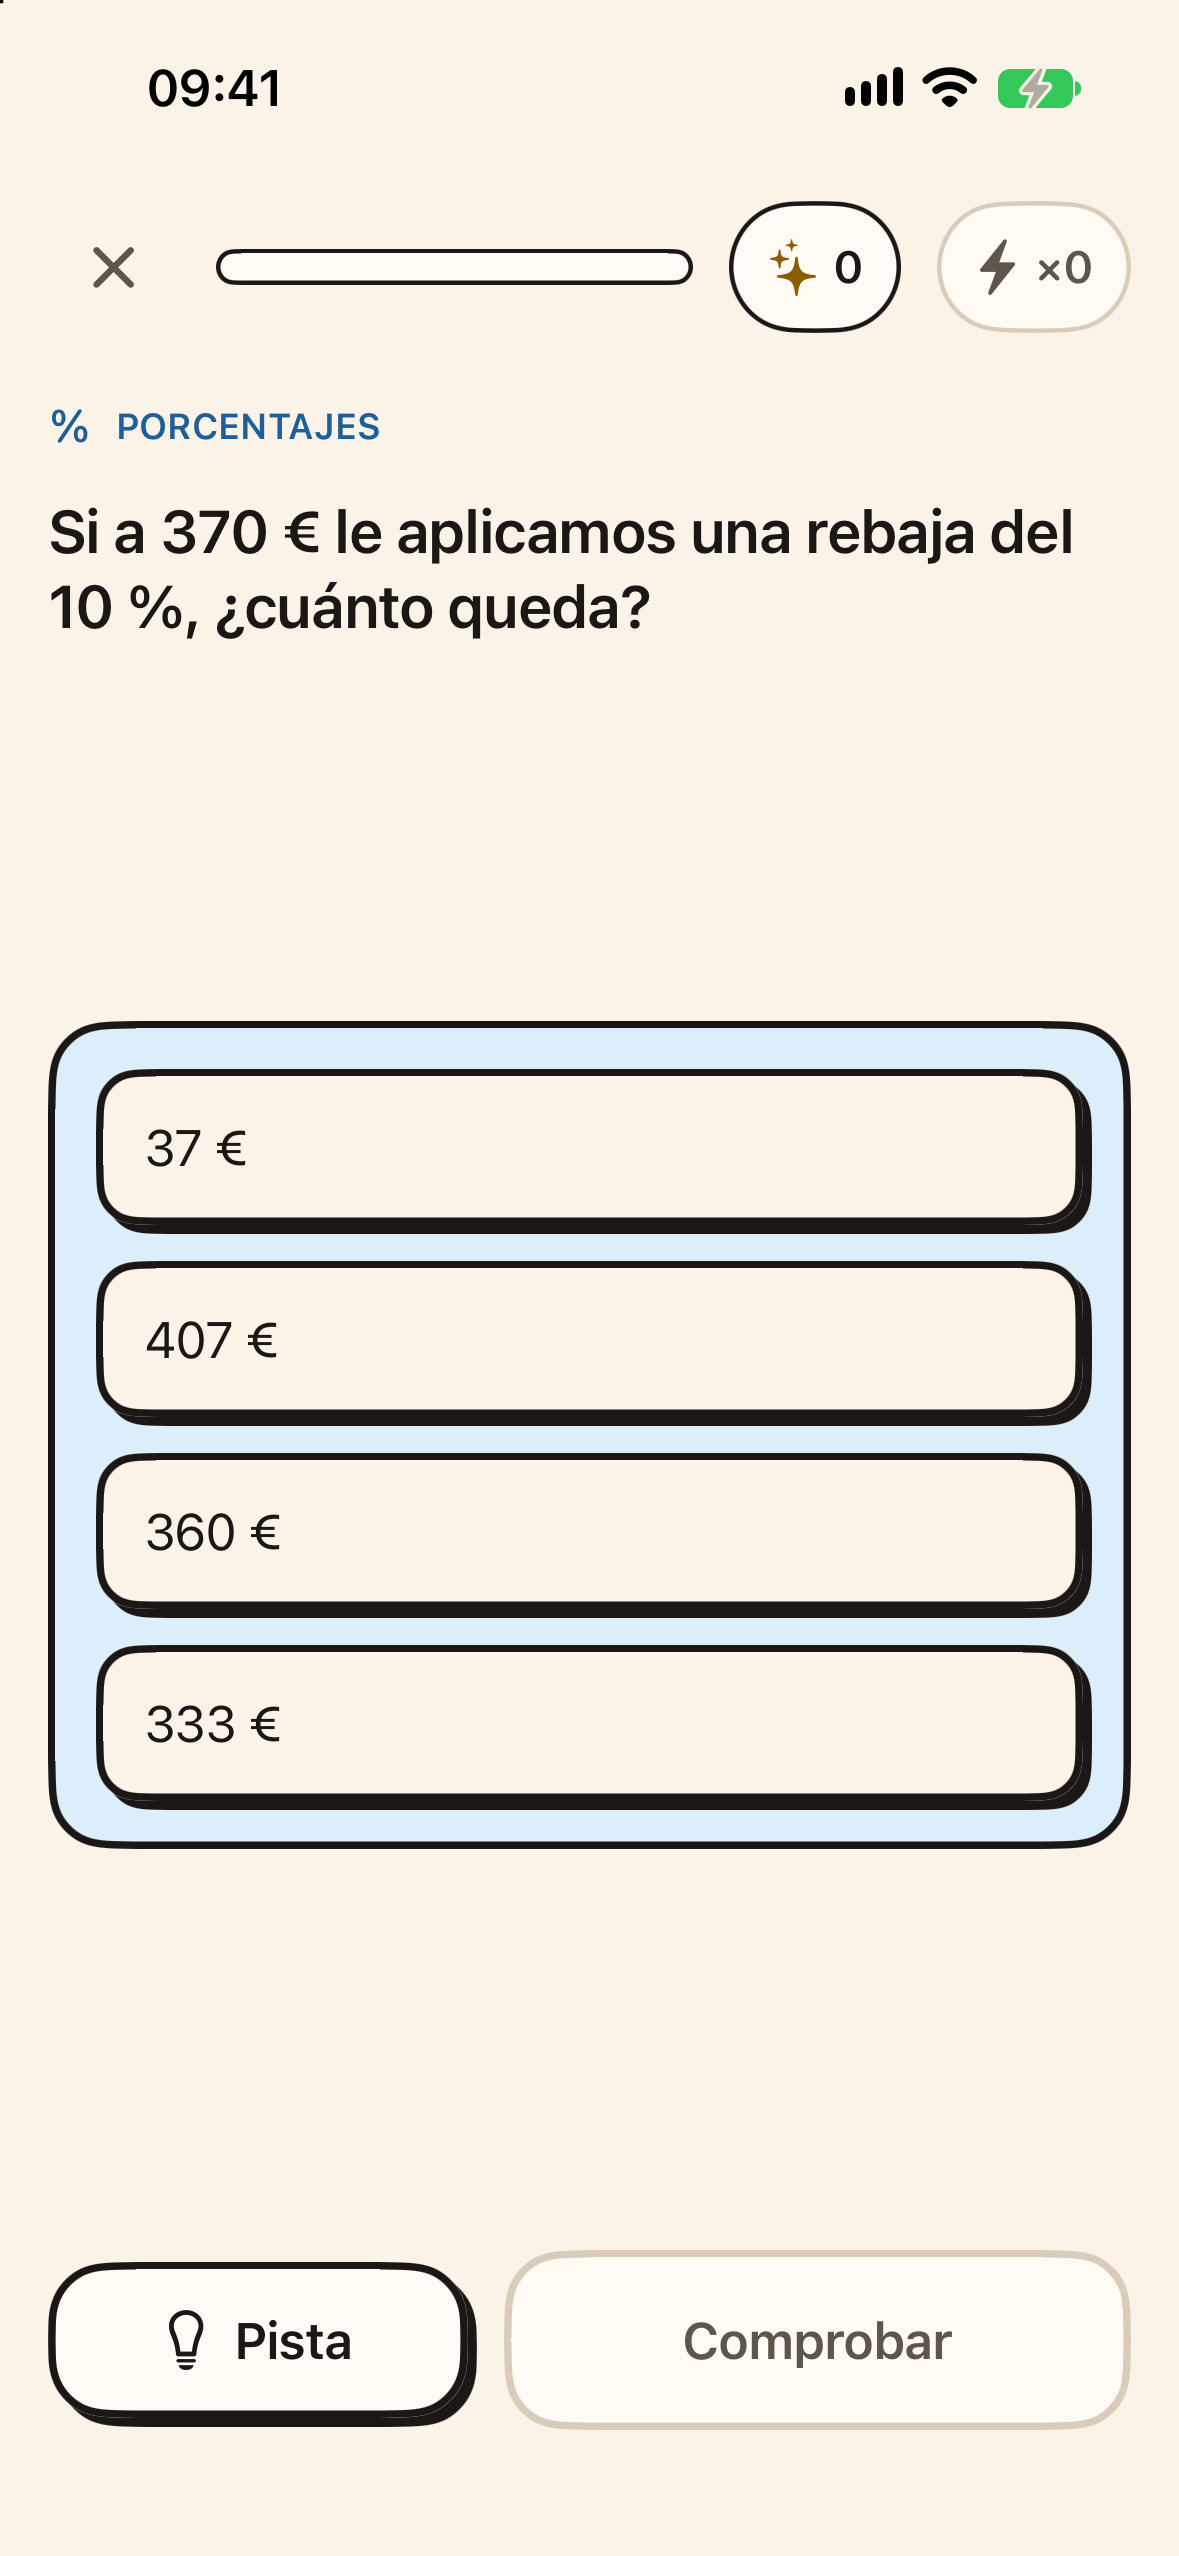 09:41
0
×0
% PORCENTAJES
Si a 370 € le aplicamos una rebaja del
10 %, ¿cuánto queda?
37 €
407 €
360 €
333 €
Pista
Comprobar